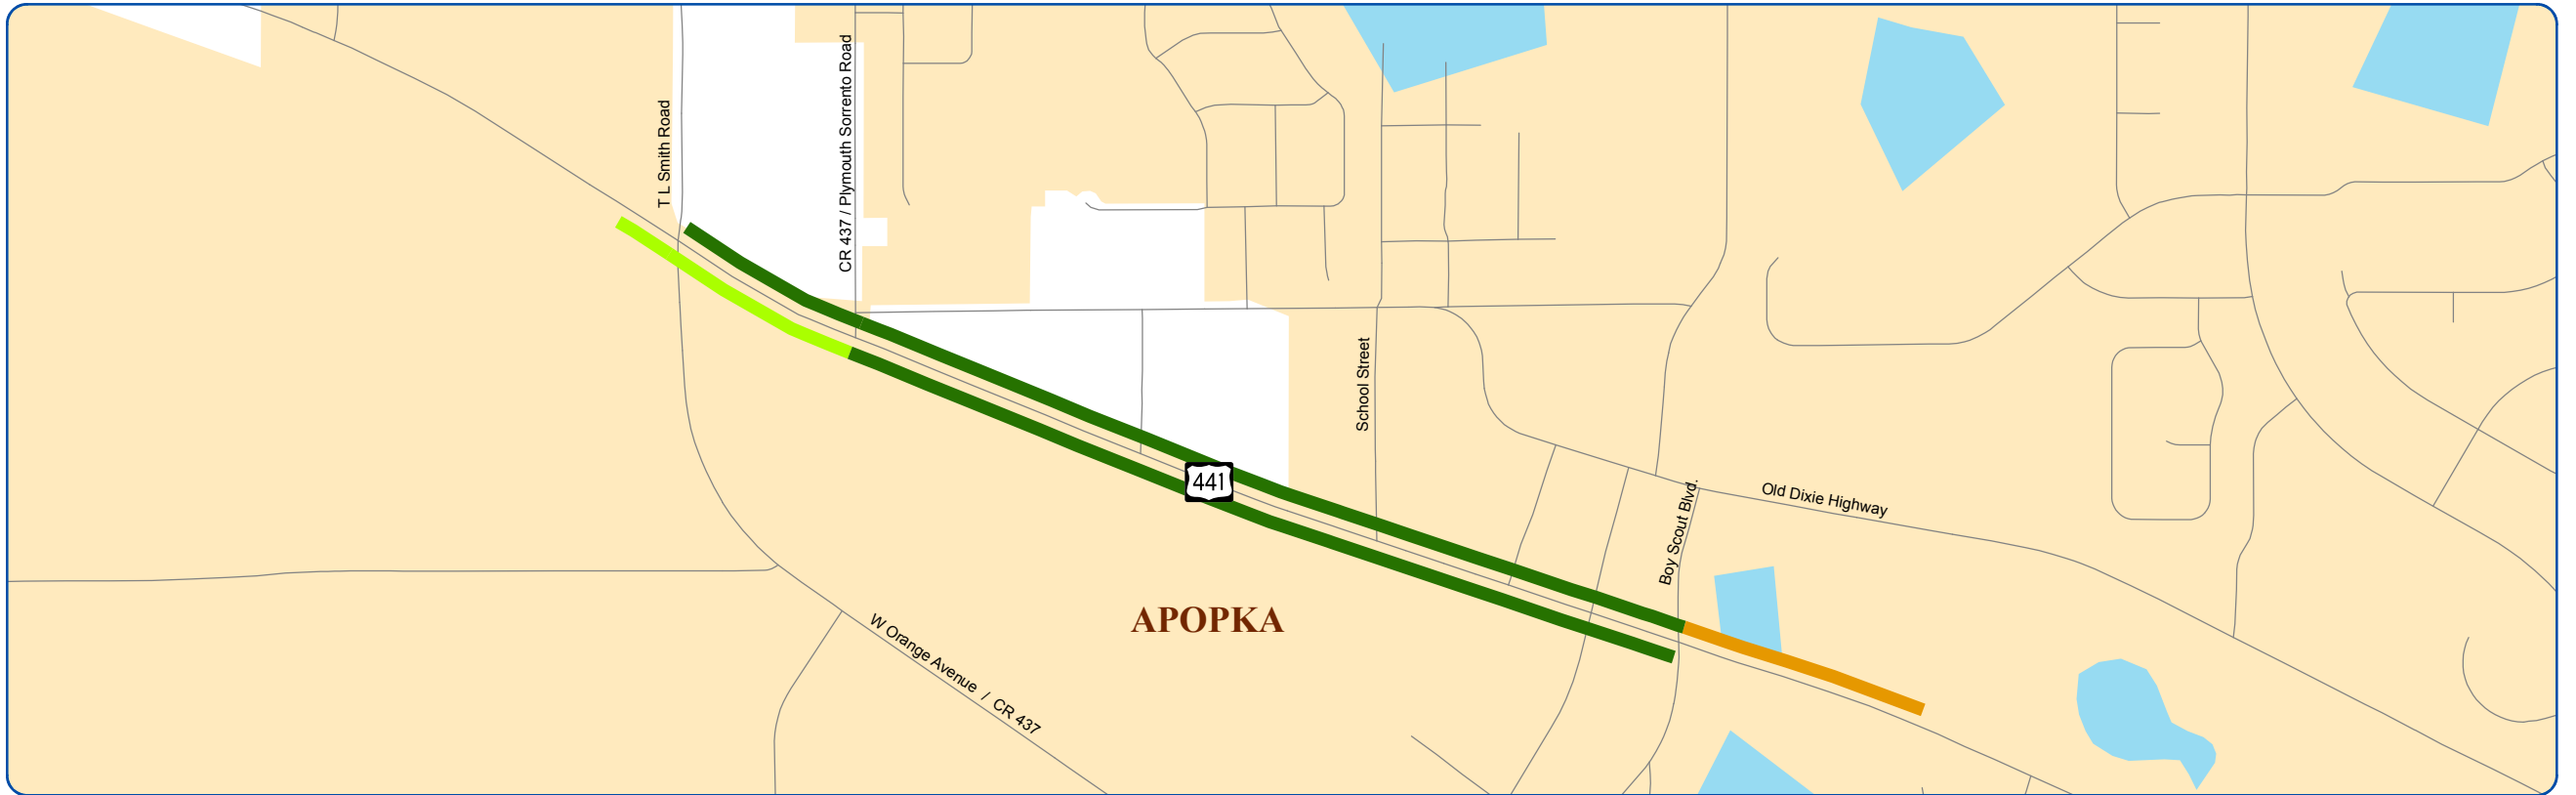 T L Smith Road
CR 437 / Plymouth Sorrento Road
School Street
441
Old Dixie Highway
Boy Scout Blvd.
APOPKA
W Orange Avenue / CR 437